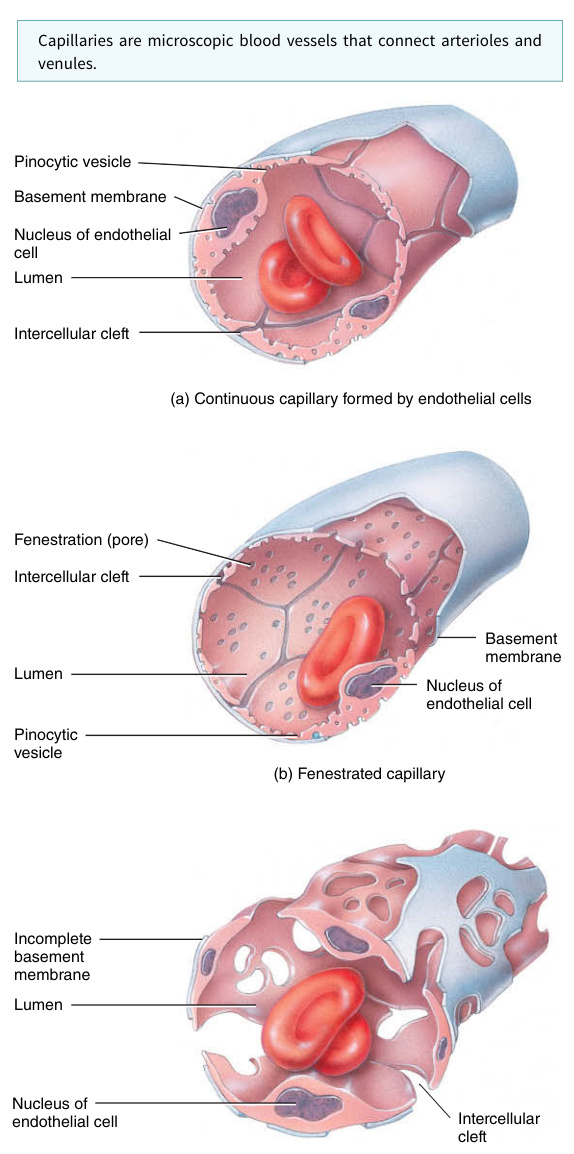 Capillaries are microscopic blood vessels that connect arterioles and
venules.
Pinocytic vesicle
Basement membrane
Nucleus of endothelial
cell
Lumen
Intercellular cleft
(a) Continuous capillary formed by endothelial cells
Fenestration (pore)
Intercellular cleft
Basement
membrane
Lumen
Nucleus of
endothelial cell
Pinocytic
vesicle
(b) Fenestrated capillary
Incomplete
basement
membrane
Lumen
Nucleus of
endothelial cell
Intercellular
cleft